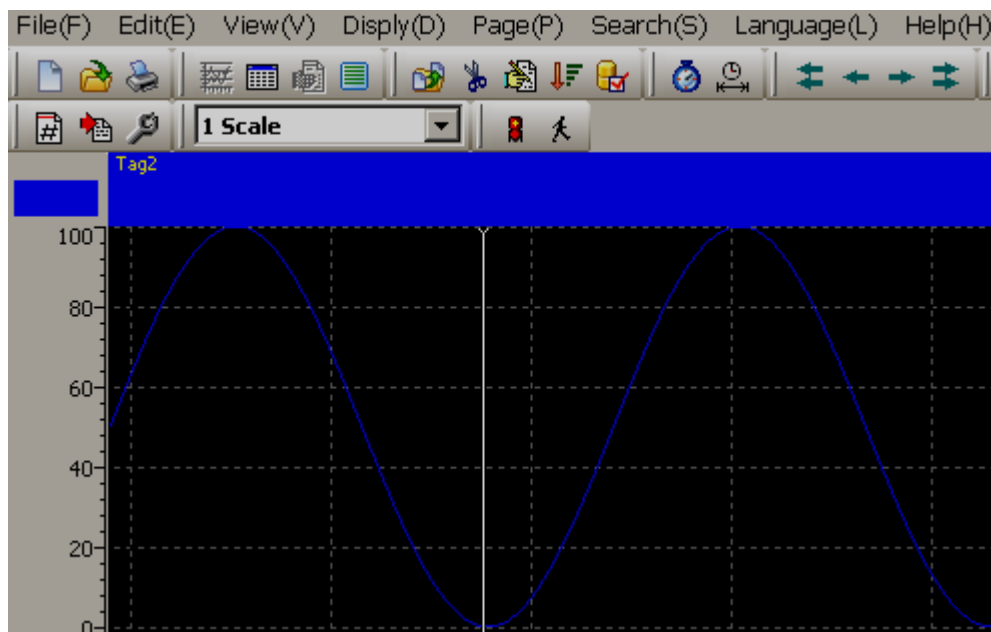 File(F) Edit(E) View(V) Disply(D) Page(P) Search(S) Language(L) Help(H)
1 Scale
Tag2
100
80
60
40
20
0